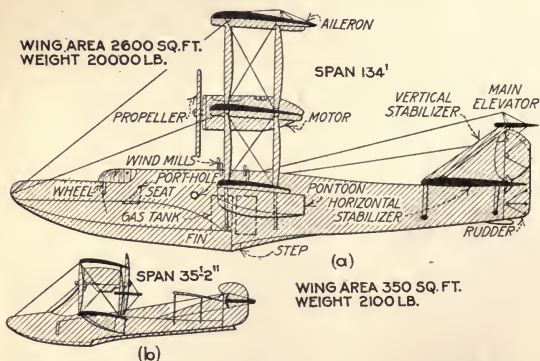 WING AREA 2600 SQ.FT.
WEIGHT 20000 LB.
AILERON
SPAN 134'
MAIN
ELEVATOR
VERTICAL
STABILIZER
PROPELLER
MOTOR
WIND MILLS
PORT-HOLE
WHEEL
SEAT
PONTOON
HORIZONTAL
STABILIZER
GAS TANK
FIN
STEP
RUDDER
(a)
SPAN 35'-2"
WING AREA 350 SQ. FT.
WEIGHT 2100 LB.
(b)